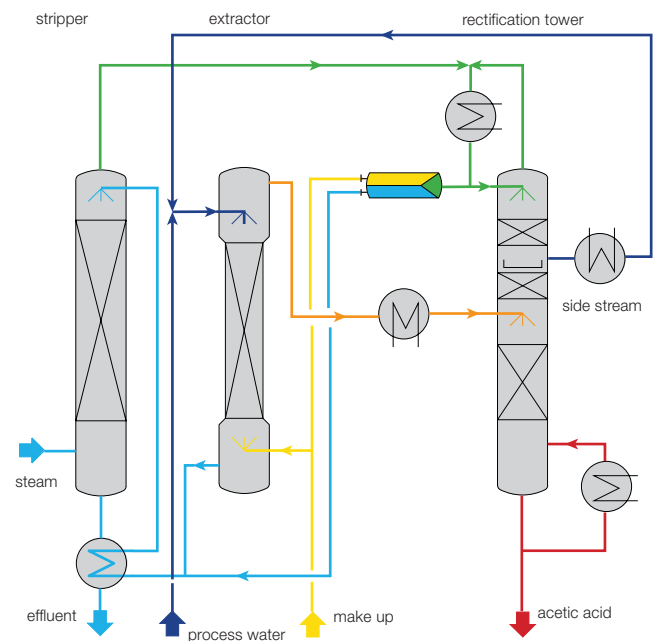 stripper
extractor
rectification tower
side stream
steam
effluent
process water
make up
acetic acid